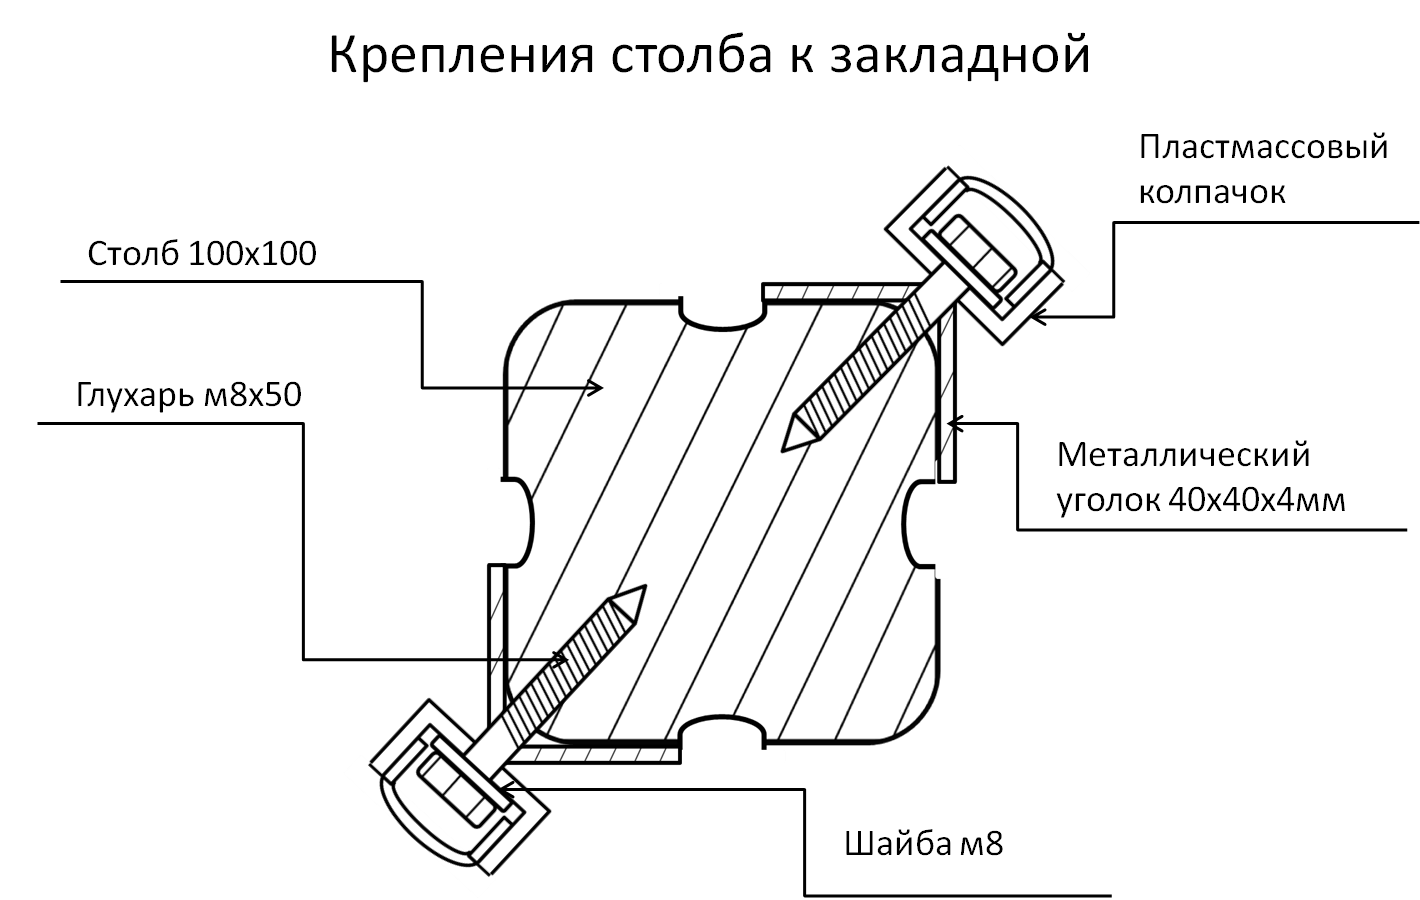 Крепления столба к закладной
Пластмассовый
колпачок
Столб 100х100
Глухарь м8х50
Металлический
уголок 40х40х4мм
Шайба м8